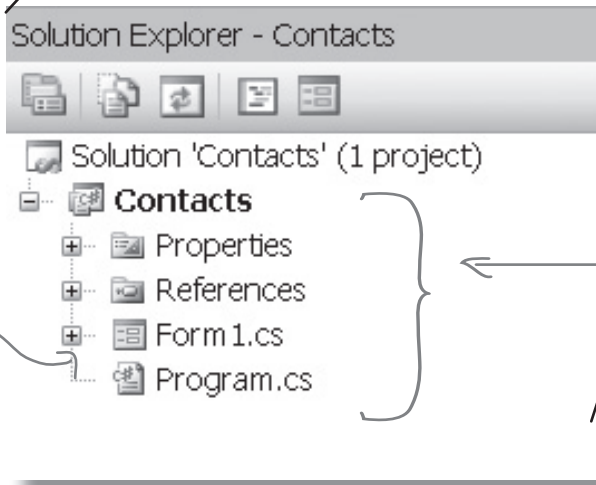 Solution Explorer - Contacts
Solution 'Contacts' (1 project)
Contacts
Properties
References
Form1.cs
Program.cs